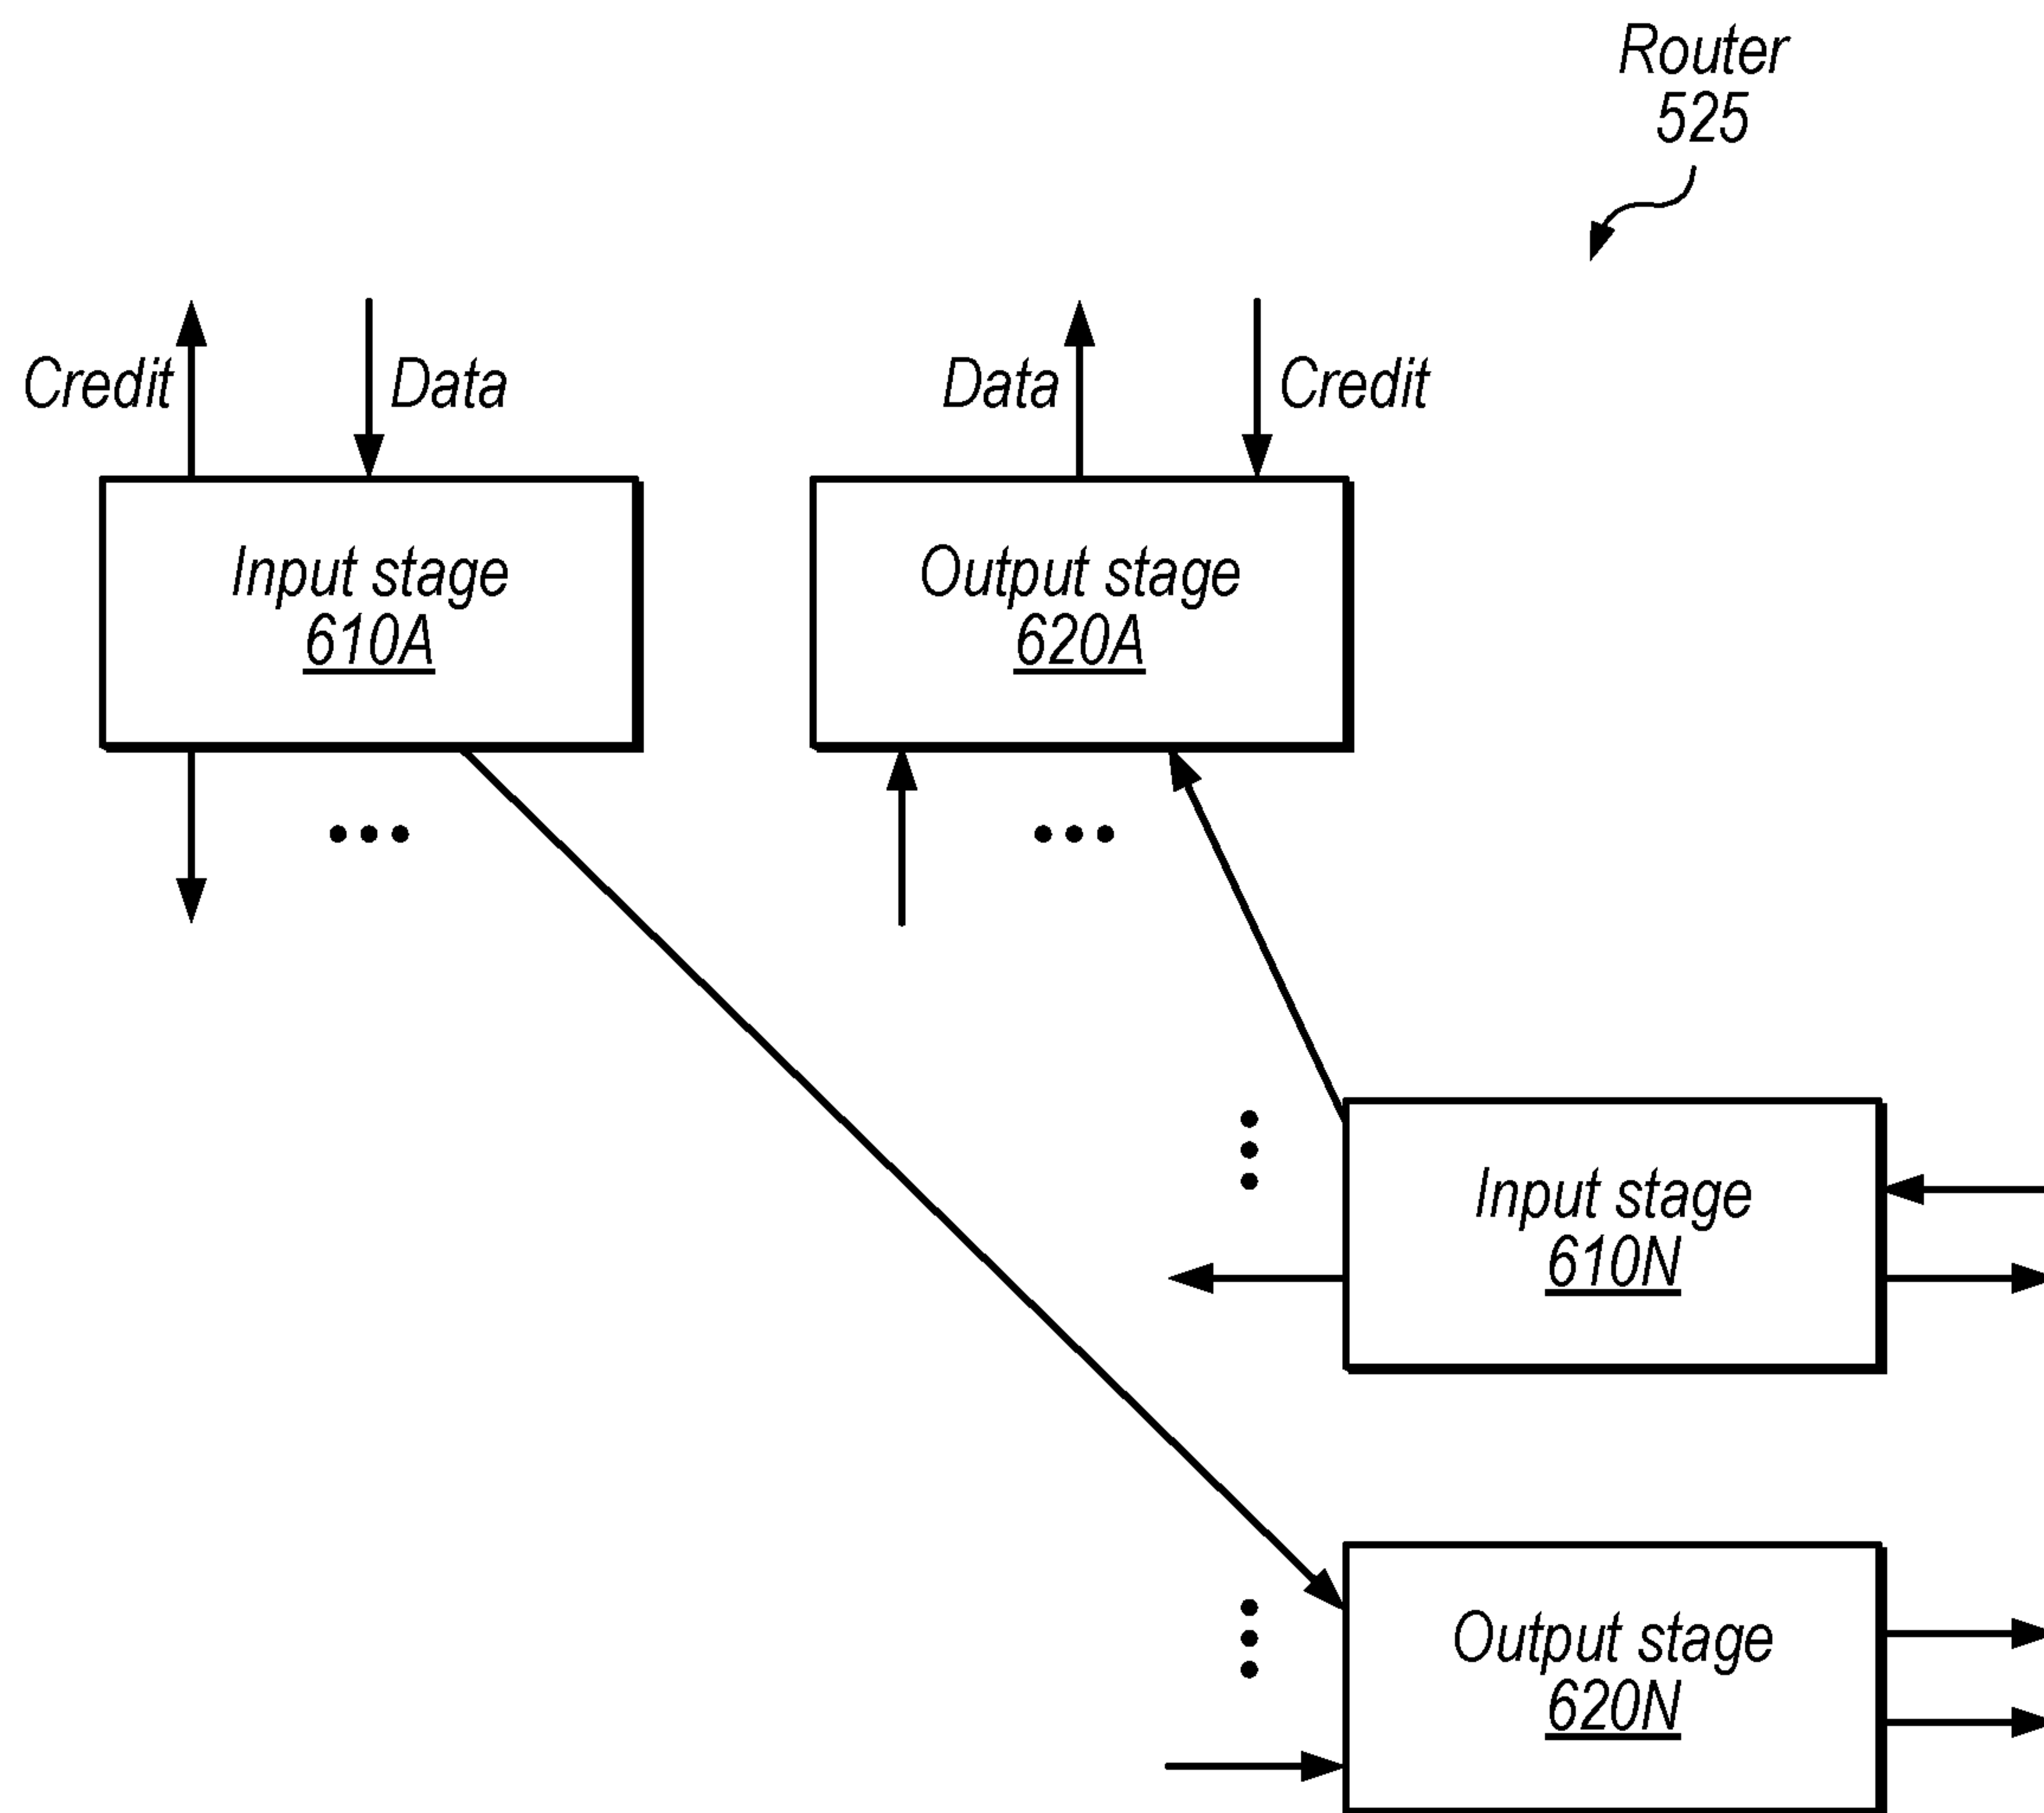 Router
525
Credit
Data
Data
Credit
Input stage
610A
Output stage
620A
Input stage
610N
Output stage
620N